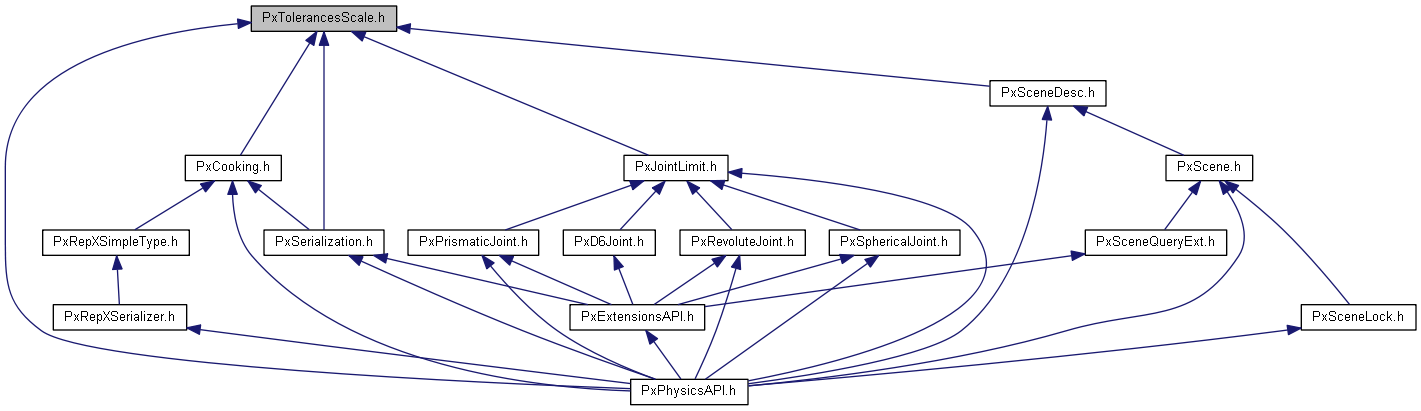 PxTolerancesScale.h
PxSceneDesc.h
PxCooking.h
PxJointLimit.h
PxScene.h
PxRepXSimpleType.h
PxSerialization.h
PxPrismaticJoint.h
PxD6Joint.h
PxRevoluteJoint.h
PxSphericalJoint.h
PxSceneQueryExt.h
PxRepXSerializer.h
PxExtensionsAPI.h
PxSceneLock.h
PxPhysicsAPI.h